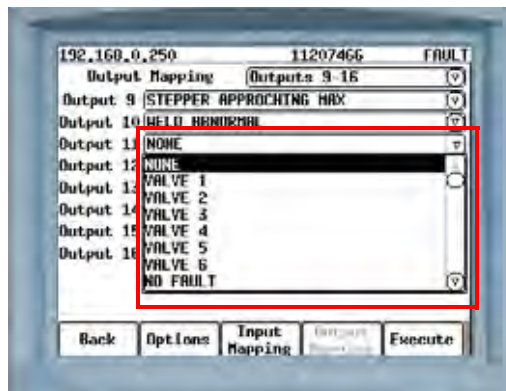 192.168.0.250 11207466 FAULT
Output Mapping Outputs 9-16
Output 9 STEPPER APPROCHING MAX
Output 10 WELD ABNORMAL
Output 11 NONE
Output 12 NONE
Output 13 VALVE 1
VALVE 2
Output 14 VALVE 3
Output 15 VALVE 4
Output 16 VALVE 5
VALVE 6
NO FAULT
Back Options Input Mapping Output Mapping Execute